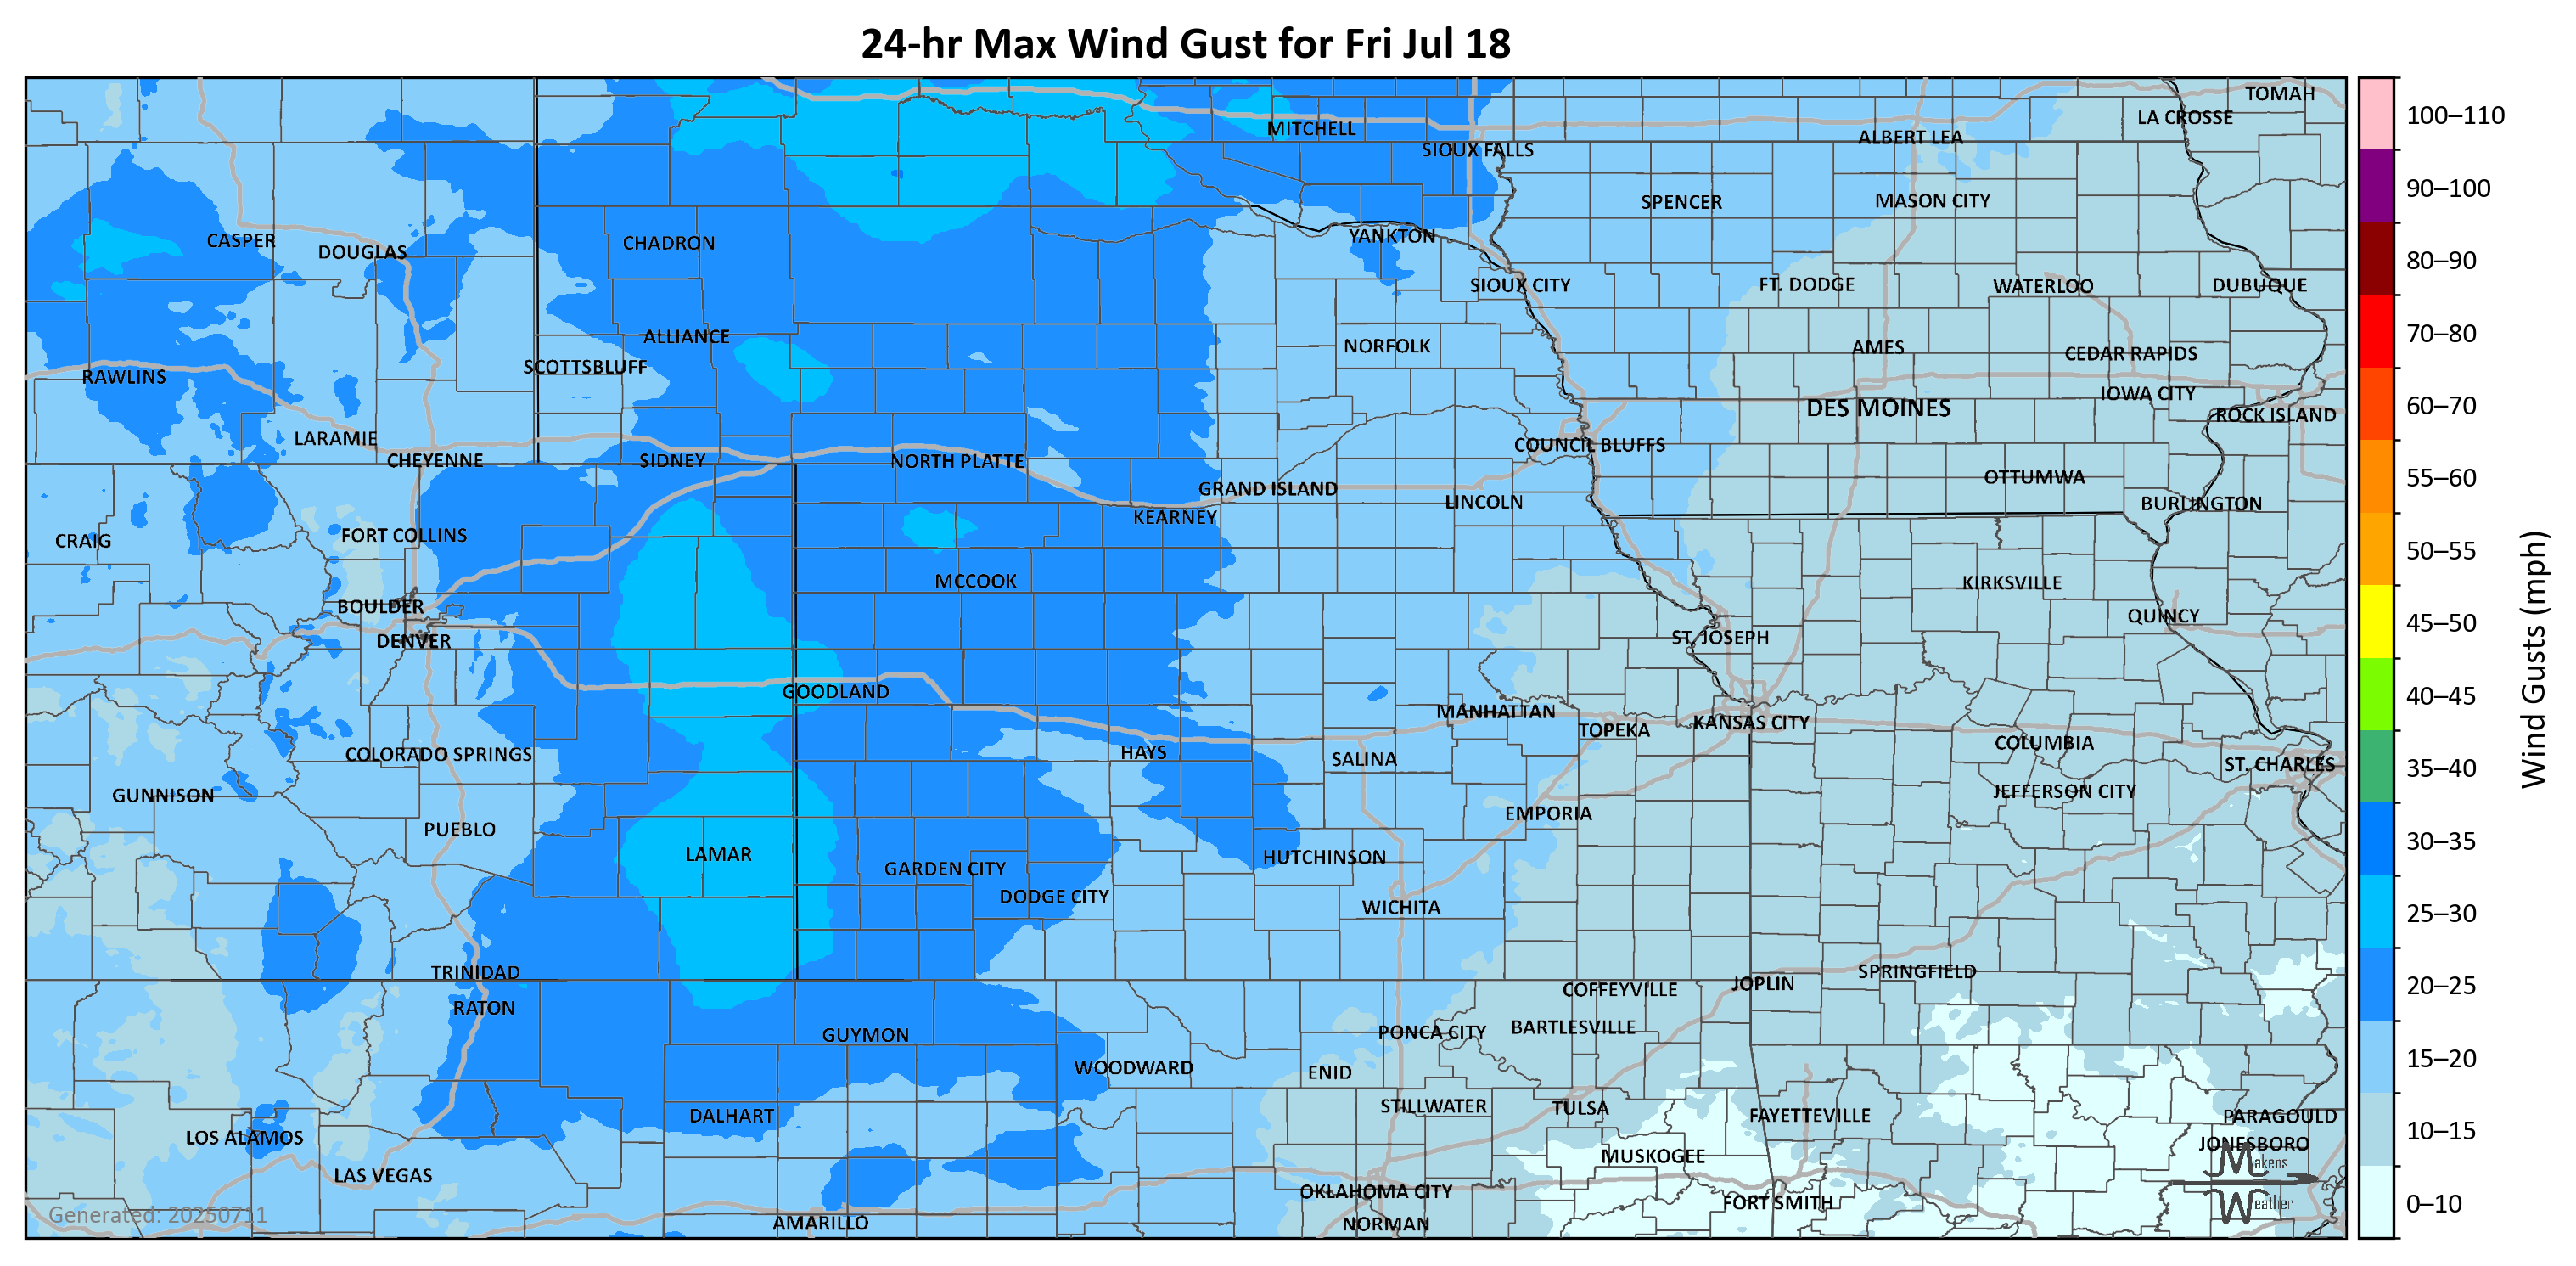 24-hr Max Wind Gust for Fri Jul 18
TOMAH
LA CROSSE
MITCHELL
ALBERT LEA
SIOUX FALLS
SPENCER
MASON CITY
CASPER
DOUGLAS
CHADRON
YANKTON
SIOUX CITY
FT. DODGE
WATERLOO
DUBUQUE
ALLIANCE
NORFOLK
AMES
CEDAR RAPIDS
SCOTTSBLUFF
RAWLINS
IOWA CITY
DES MOINES
ROCK ISLAND
LARAMIE
COUNCIL BLUFFS
CHEYENNE
SIDNEY
NORTH PLATTE
OTTUMWA
GRAND ISLAND
LINCOLN
BURLINGTON
KEARNEY
CRAIG
FORT COLLINS
MCCOOK
KIRKSVILLE
BOULDER
QUINCY
DENVER
ST. JOSEPH
GOODLAND
MANHATTAN
TOPEKA
KANSAS CITY
COLUMBIA
COLORADO SPRINGS
HAYS
SALINA
ST. CHARLES
GUNNISON
JEFFERSON CITY
EMPORIA
PUEBLO
LAMAR
HUTCHINSON
GARDEN CITY
DODGE CITY
WICHITA
TRINIDAD
SPRINGFIELD
JOPLIN
COFFEYVILLE
RATON
GUYMON
PONCA CITY
BARTLESVILLE
WOODWARD
ENID
STILLWATER
TULSA
DALHART
FAYETTEVILLE
PARAGOULD
LOS ALAMOS
JONESBORO
MUSKOGEE
LAS VEGAS
OKLAHOMA CITY
FORT SMITH
AMARILLO
NORMAN
Makens
Weather
Generated: 20250711
100–110
90–100
80–90
70–80
60–70
55–60
50–55
45–50
40–45
35–40
30–35
25–30
20–25
15–20
10–15
0–10
Wind Gusts (mph)